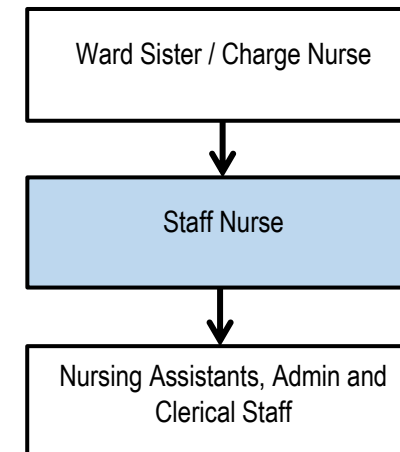 Ward Sister / Charge Nurse
Staff Nurse
Nursing Assistants, Admin and
Clerical Staff